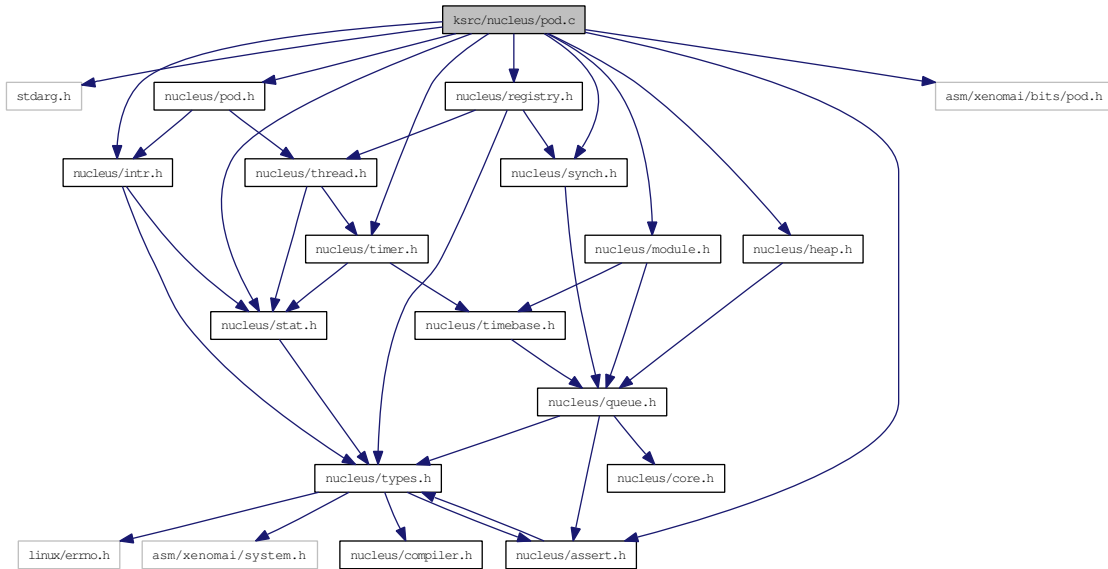 ksrc/nucleus/pod.c
stdarg.h
nucleus/pod.h
nucleus/registry.h
asm/xenomai/bits/pod.h
nucleus/intr.h
nucleus/thread.h
nucleus/synch.h
nucleus/timer.h
nucleus/module.h
nucleus/heap.h
nucleus/stat.h
nucleus/timebase.h
nucleus/queue.h
nucleus/types.h
nucleus/core.h
linux/errno.h
asm/xenomai/system.h
nucleus/compiler.h
nucleus/assert.h